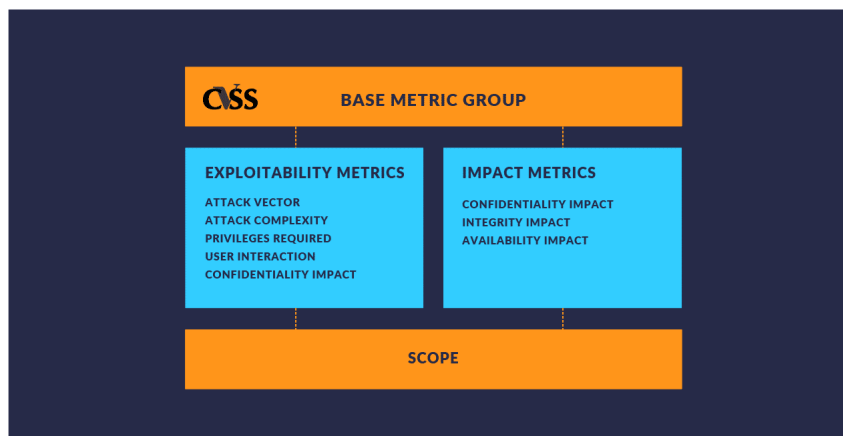 CVSS
BASE METRIC GROUP
EXPLOITABILITY METRICS
ATTACK VECTOR
ATTACK COMPLEXITY
PRIVILEGES REQUIRED
USER INTERACTION
CONFIDENTIALITY IMPACT
IMPACT METRICS
CONFIDENTIALITY IMPACT
INTEGRITY IMPACT
AVAILABILITY IMPACT
SCOPE